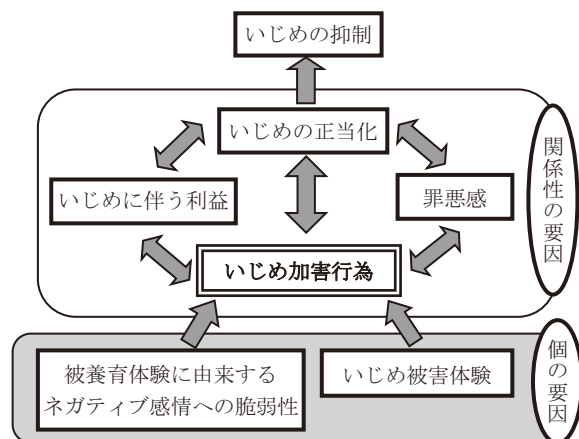 いじめの抑制
いじめの正当化
いじめに伴う利益
罪悪感
いじめ加害行為
関係性の要因
被養育体験に由来する
ネガティブ感情への脆弱性
いじめ被害体験
個の要因